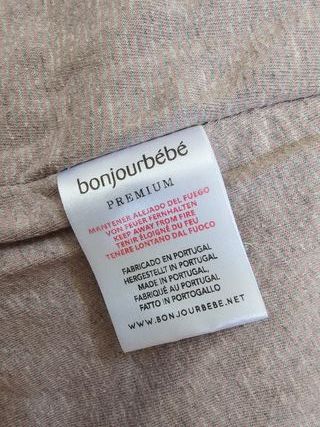 bonjourbébé
PREMIUM
MANTENER ALEJADO DEL FUEGO
VON FEUER FERNHALTEN
KEEP AWAY FROM FIRE
TENIR ÉLOIGNÉ DU FEU
TENERE LONTANO DAL FUOCO
FABRICADO EN PORTUGAL
HERGESTELLT IN PORTUGAL
MADE IN PORTUGAL,
FABRIQUÉ AU PORTUGAL
FATTO IN PORTOGALLO
WWW.BONJOURBEBE.NET